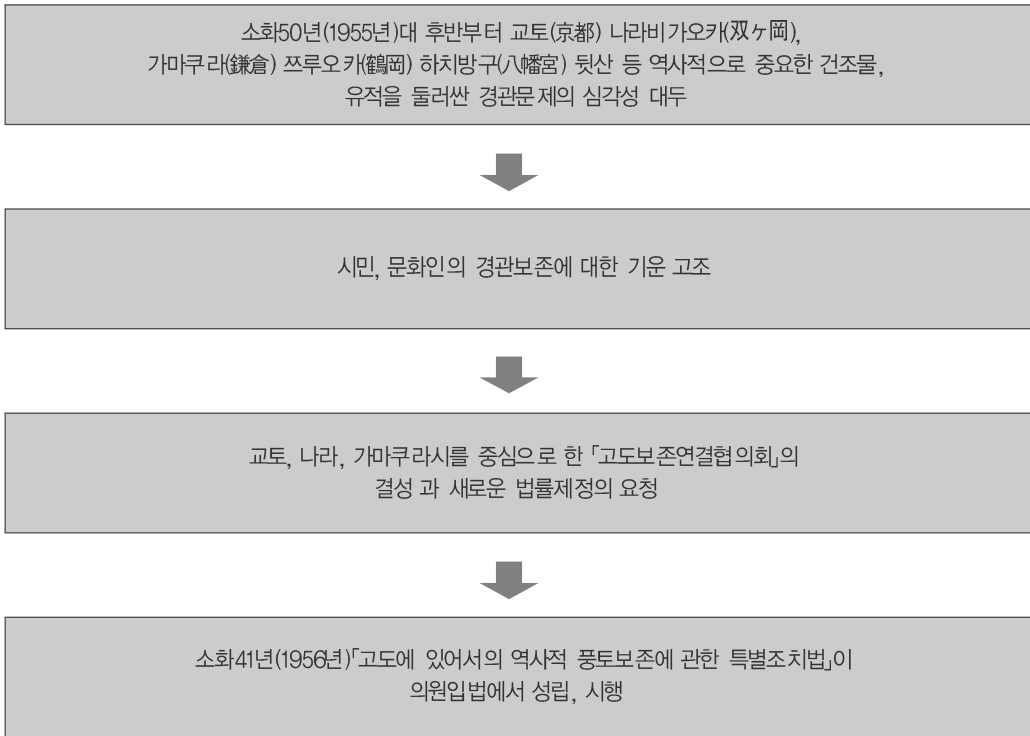 소화50년(1955년)대 후반부터 교토(京都) 나라비가오카(双ヶ岡),
가마쿠라(鎌倉) 쯔루오카(鶴岡) 하치방구(八幡宮) 뒷산 등 역사적으로 중요한 건조물,
유적을 둘러싼 경관문제의 심각성 대두
시민, 문화인의 경관보존에 대한 기운 고조
교토, 나라, 가마쿠라시를 중심으로 한 「고도보존연결협의회」의
결성 과 새로운 법률제정의 요청
소화41년(1956년)「고도에 있어서의 역사적 풍토보존에 관한 특별조치법」이
의원입법에서 성립, 시행